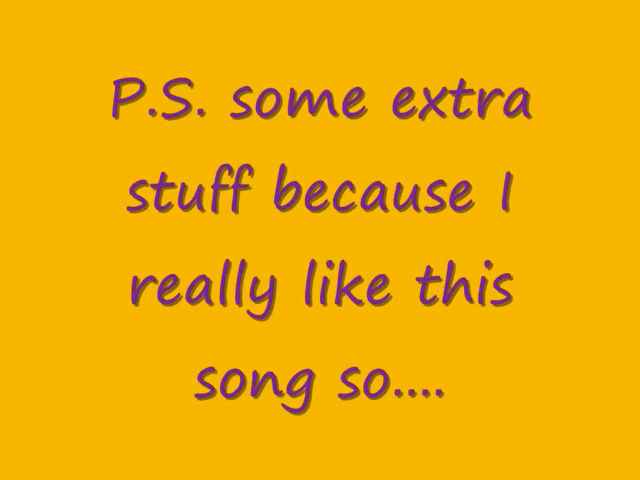 P.S. some extra
stuff because I
really like this
song so....